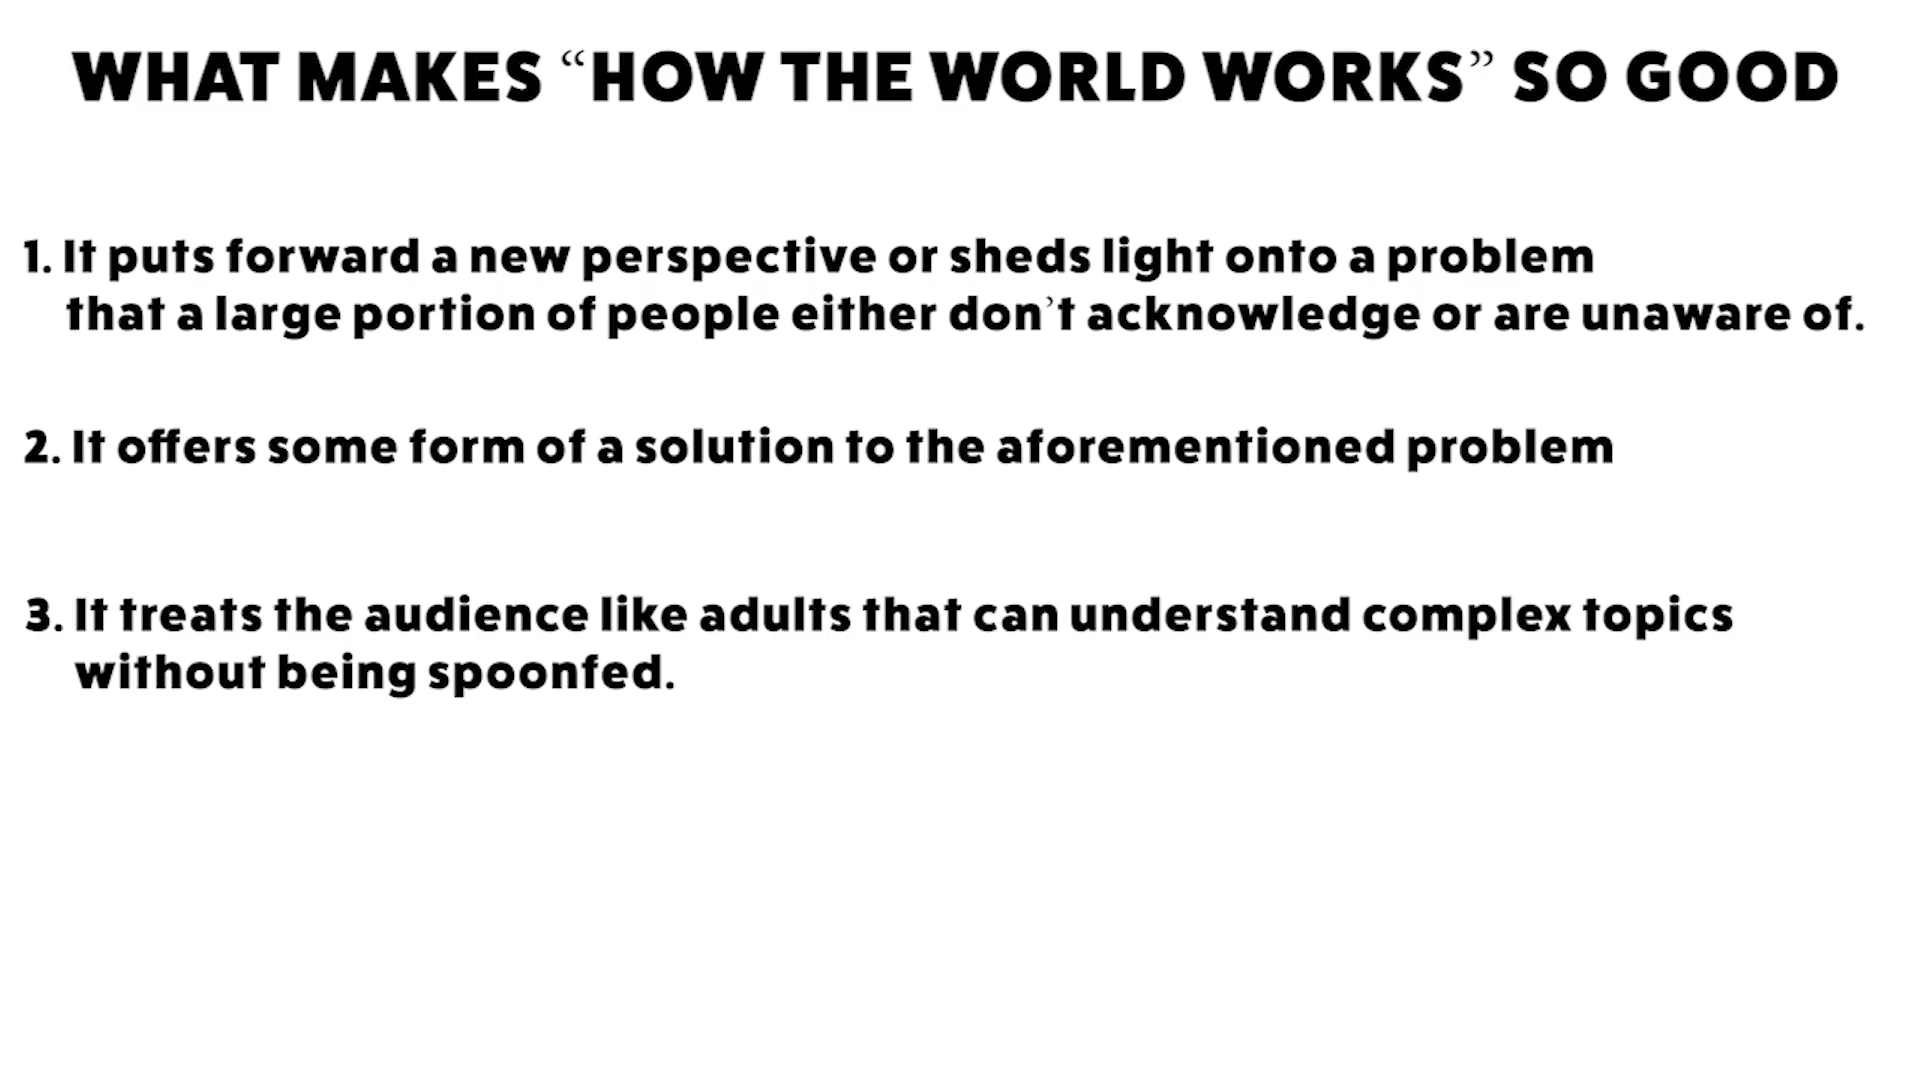 WHAT MAKES “HOW THE WORLD WORKS” SO GOOD
1. It puts forward a new perspective or sheds light onto a problem
that a large portion of people either don’t acknowledge or are unaware of.
2. It offers some form of a solution to the aforementioned problem
3. It treats the audience like adults that can understand complex topics
without being spoonfed.